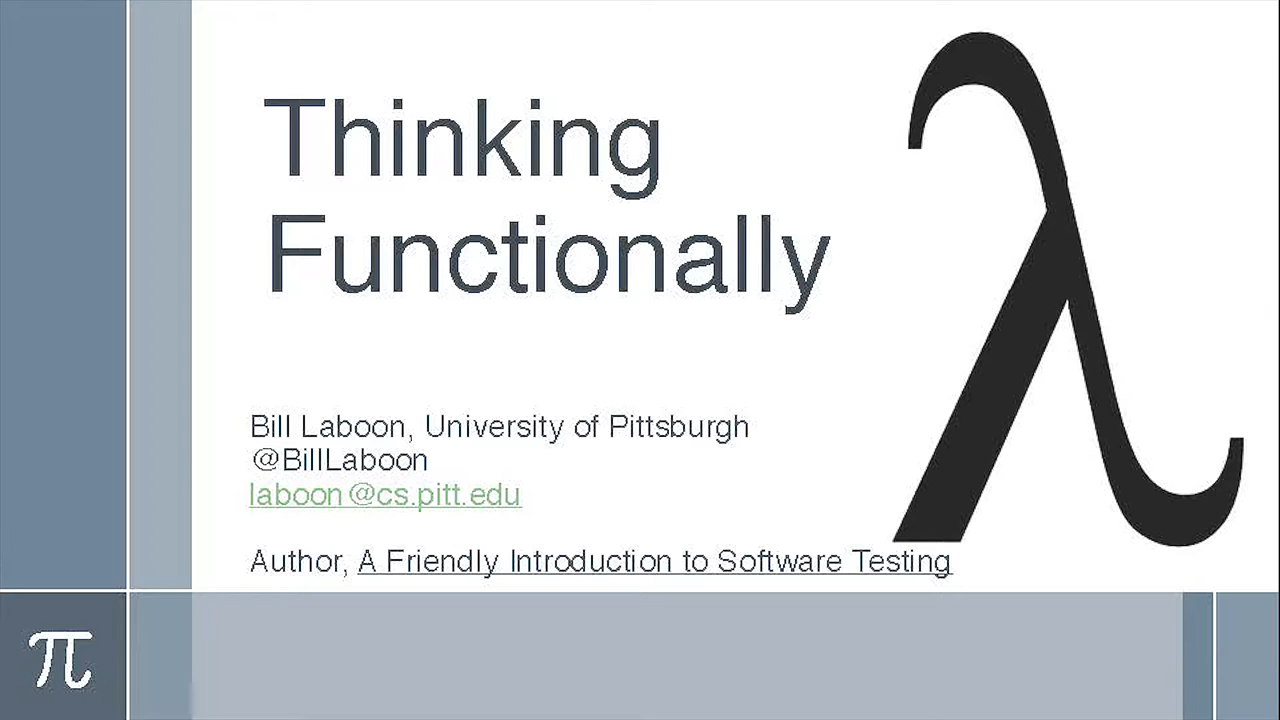 Thinking
Functionally
λ
Bill Laboon, University of Pittsburgh
@BillLaboon
laboon@cs.pitt.edu
Author, A Friendly Introduction to Software Testing
π